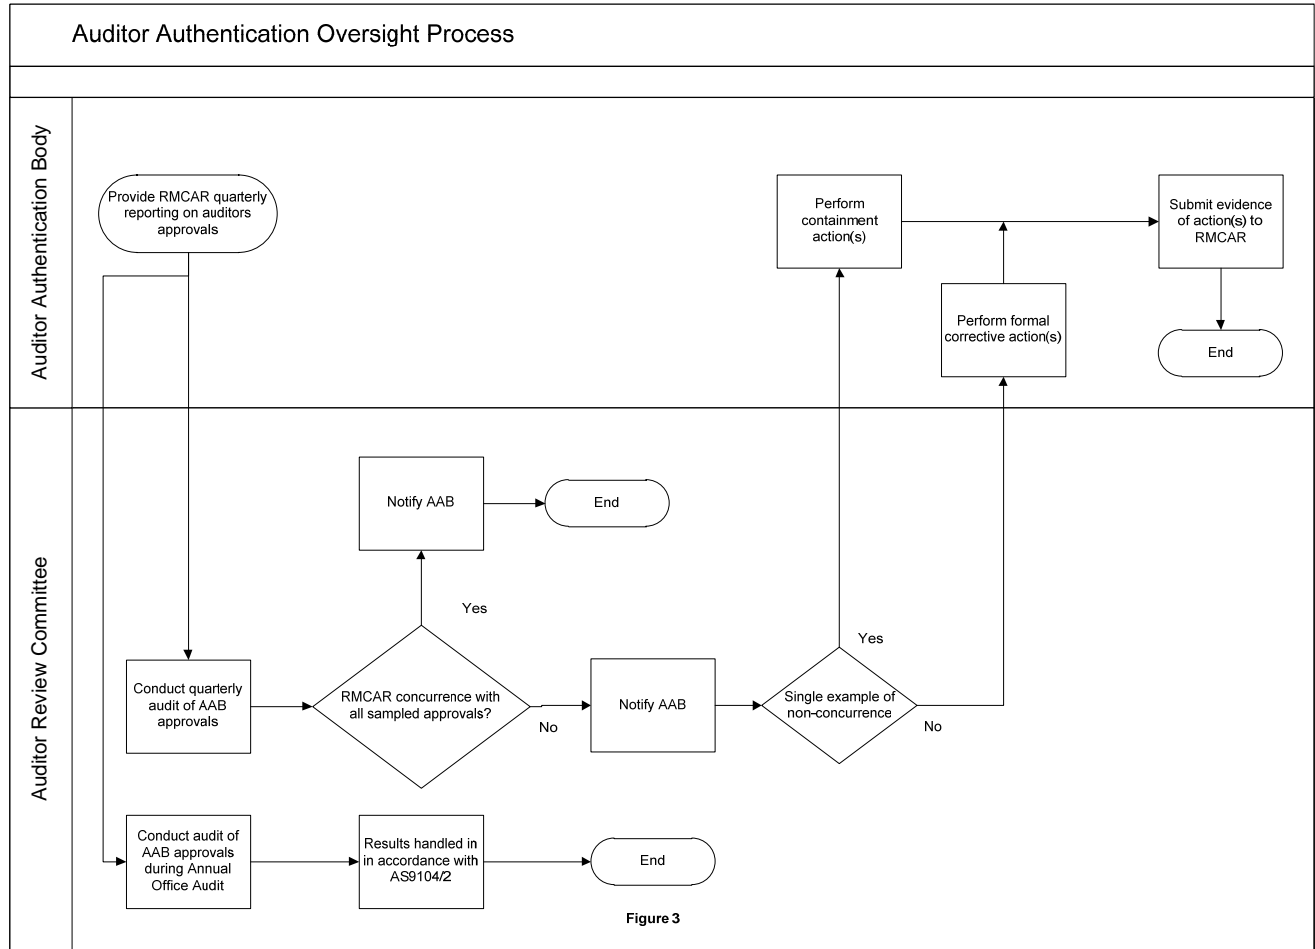 Auditor Authentication Oversight Process
Auditor Authentication Body
Provide RMCAR quarterly
reporting on auditors
approvals
Perform
containment
action(s)
Submit evidence
of action(s) to
RMCAR
Perform formal
corrective action(s)
End
Auditor Review Committee
Notify AAB
End
Yes
Conduct quarterly
audit of AAB
approvals
RMCAR concurrence with
all sampled approvals?
No
Notify AAB
Single example of
non-concurrence
Yes
No
Conduct audit of
AAB approvals
during Annual
Office Audit
Results handled in
in accordance with
AS9104/2
End
Figure 3